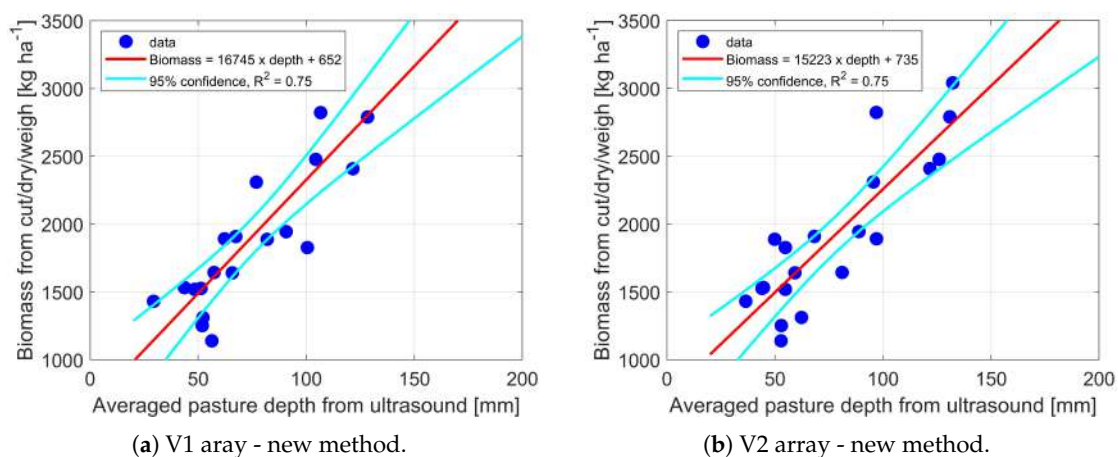 3500
3000
2500
2000
1500
1000
0
50
100
150
200
Biomass from cut/dry/weigh [kg ha⁻¹]
Averaged pasture depth from ultrasound [mm]
data
Biomass = 16745 x depth + 652
95% confidence, R² = 0.75
(a) V1 aray - new method.
3500
3000
2500
2000
1500
1000
0
50
100
150
200
Biomass from cut/dry/weigh [kg ha⁻¹]
Averaged pasture depth from ultrasound [mm]
data
Biomass = 15223 x depth + 735
95% confidence, R² = 0.75
(b) V2 array - new method.